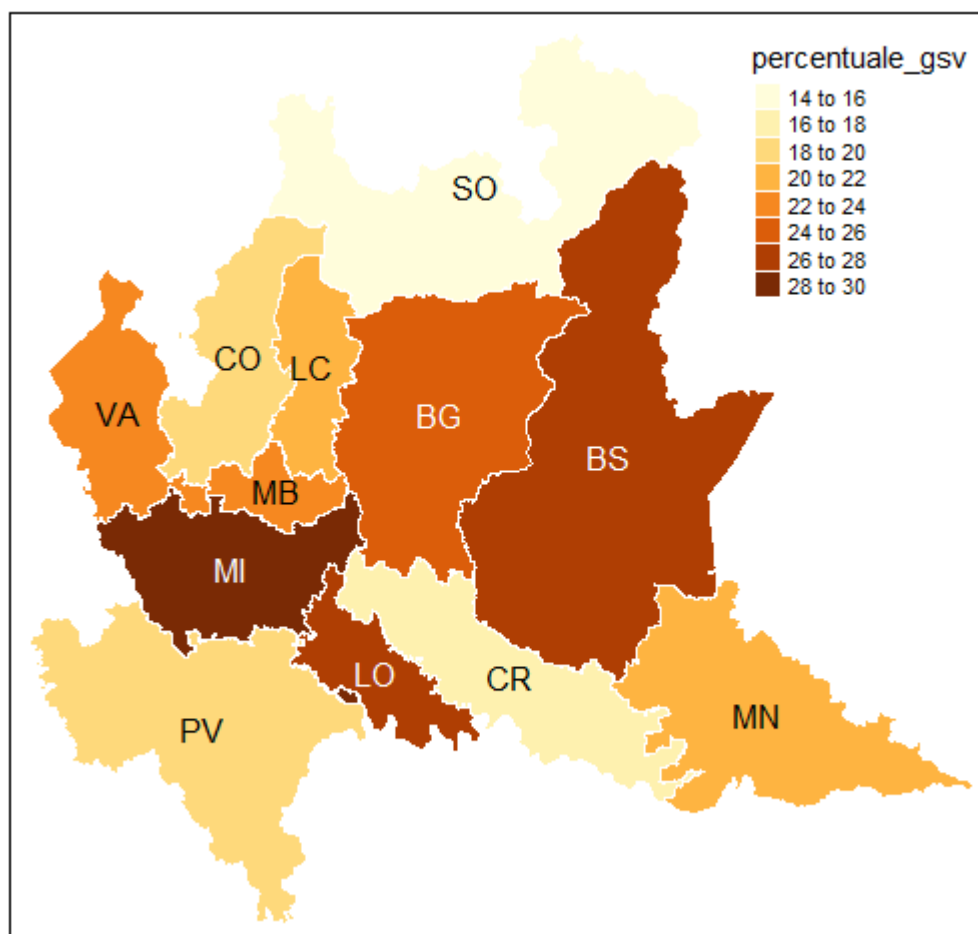 percentuale_gsv
14 to 16
16 to 18
18 to 20
20 to 22
22 to 24
24 to 26
26 to 28
28 to 30
SO
CO
LC
VA
BG
BS
MB
MI
LO
CR
PV
MN